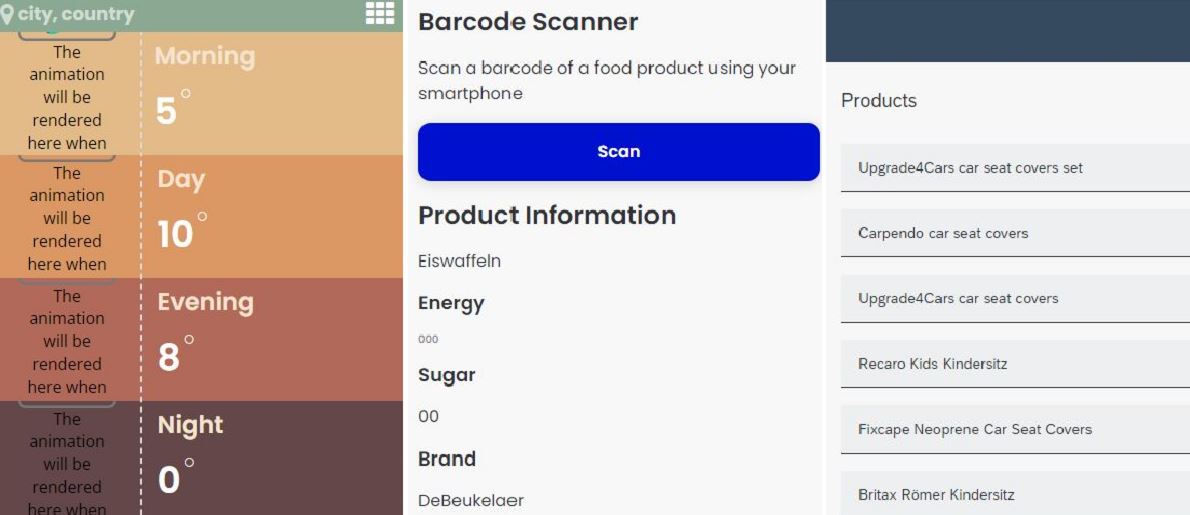 city, country
The
animation
will be
rendered
here when
Morning
5°
The
animation
will be
rendered
here when
Day
10°
The
animation
will be
rendered
here when
Evening
8°
The
animation
will be
rendered
here when
Night
0°
Barcode Scanner
Scan a barcode of a food product using your
smartphone
Scan
Product Information
Eiswaffeln
Energy
000
Sugar
00
Brand
DeBeukelaer
Products
Upgrade4Cars car seat covers set
Carpendo car seat covers
Upgrade4Cars car seat covers
Recaro Kids Kindersitz
Fixcape Neoprene Car Seat Covers
Britax Römer Kindersitz